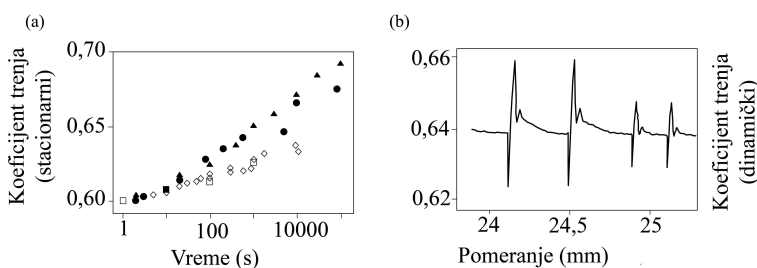 (a)
Koeficijent trenja
(stacionarni)
0,70
0,65
0,60
1
100
10000
Vreme (s)
(b)
0,66
0,64
0,62
24
24,5
25
Pomeranje (mm)
Koeficijent trenja
(dinamički)